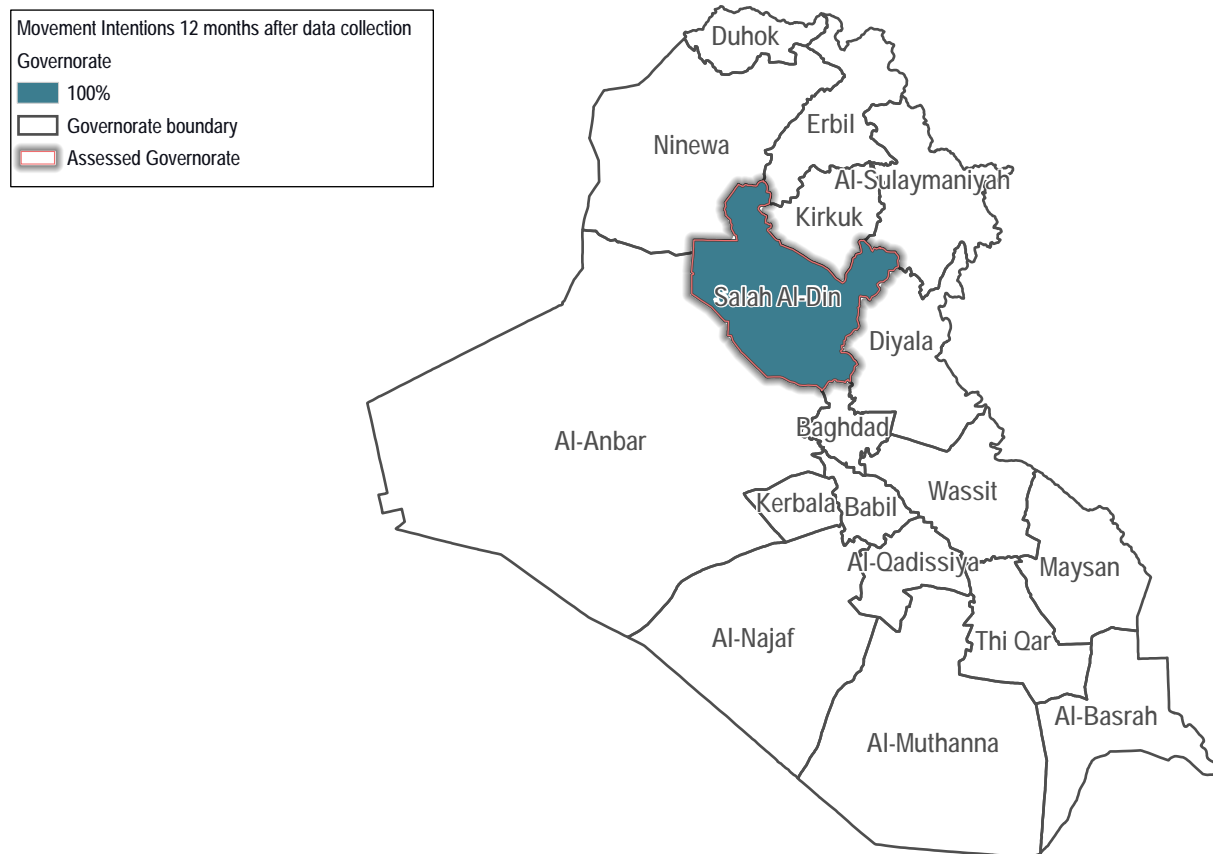 Movement Intentions 12 months after data collection
Governorate
100%
Governorate boundary
Assessed Governorate
Duhok
Erbil
Ninewa
Al-Sulaymaniyah
Kirkuk
Salah Al-Din
Diyala
Baghdad
Al-Anbar
Wassit
Kerbala
Babil
Al-Qadissiya
Maysan
Al-Najaf
Thi Qar
Al-Basrah
Al-Muthanna